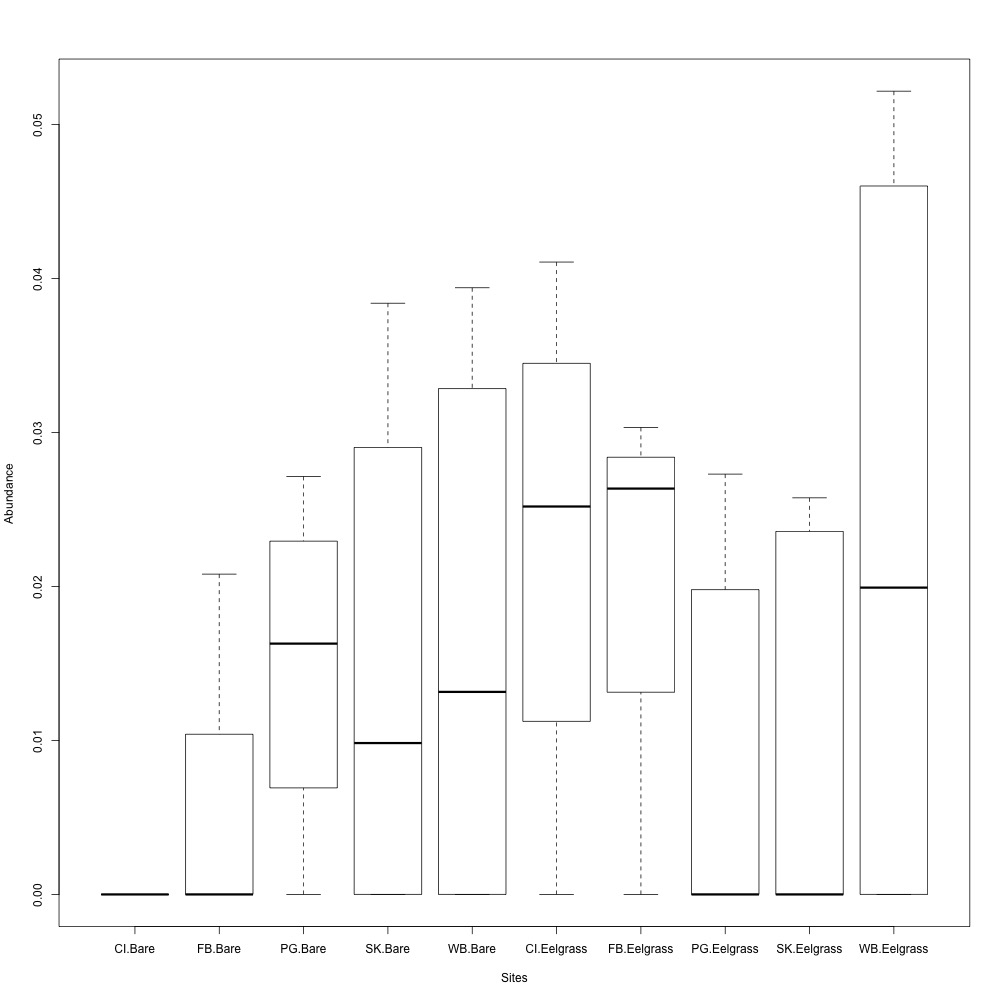 Abundance
0.05
0.04
0.03
0.02
0.01
0.00
CI.Bare FB.Bare PG.Bare SK.Bare WB.Bare CI.Eelgrass FB.Eelgrass PG.Eelgrass SK.Eelgrass WB.Eelgrass
Sites